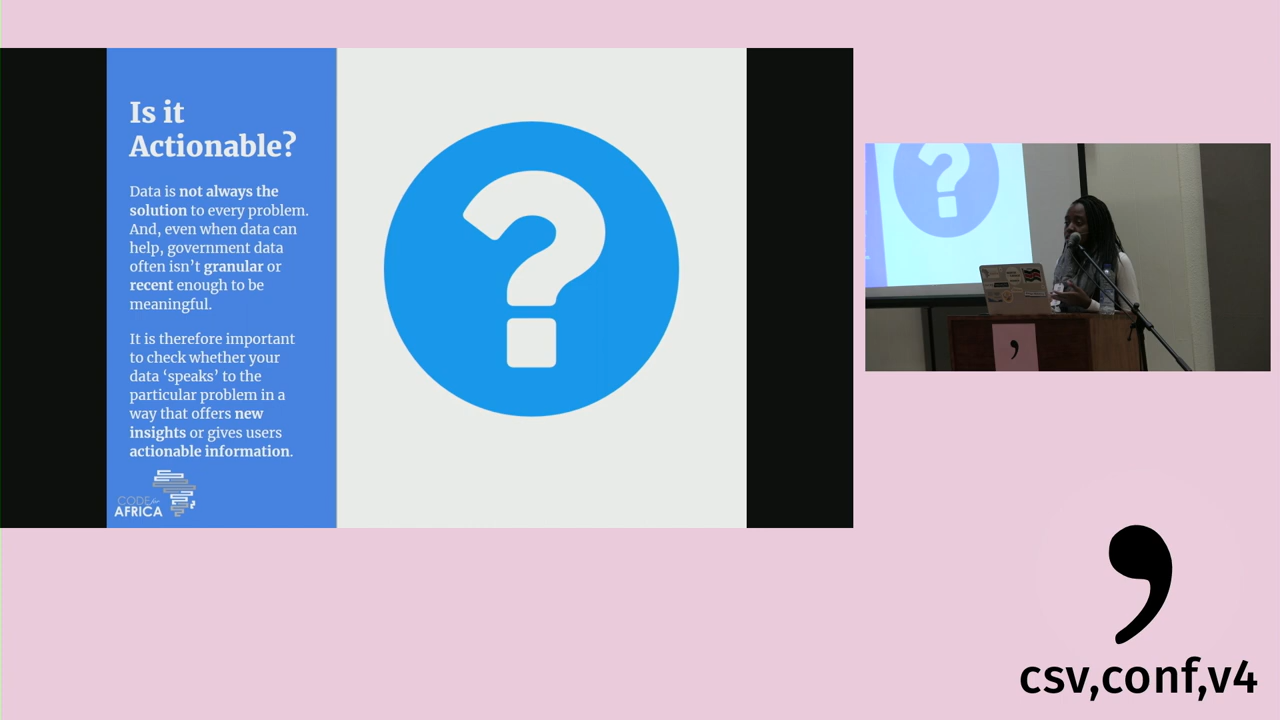 Is it
Actionable?
Data is not always the
solution to every problem.
And, even when data can
help, government data
often isn’t granular or
recent enough to be
meaningful.
It is therefore important
to check whether your
data ‘speaks’ to the
particular problem in a
way that offers new
insights or gives users
actionable information.
CODE for
AFRICA
?
?
,
,
csv,conf,v4